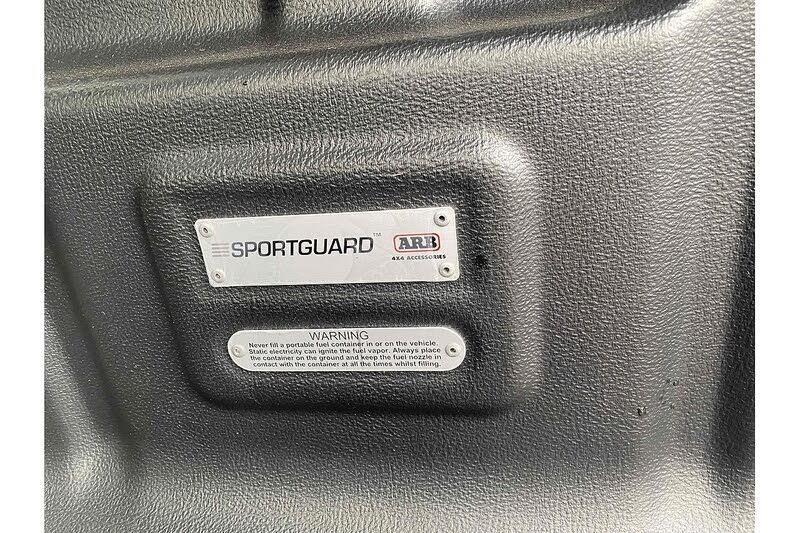 SPORTGUARD™
ARB
4X4 ACCESSORIES
WARNING
Never fill a portable fuel container in or on the vehicle.
Static electricity can ignite the fuel vapor. Always place
the container on the ground and keep the fuel nozzle in
contact with the container at all the times whilst filling.